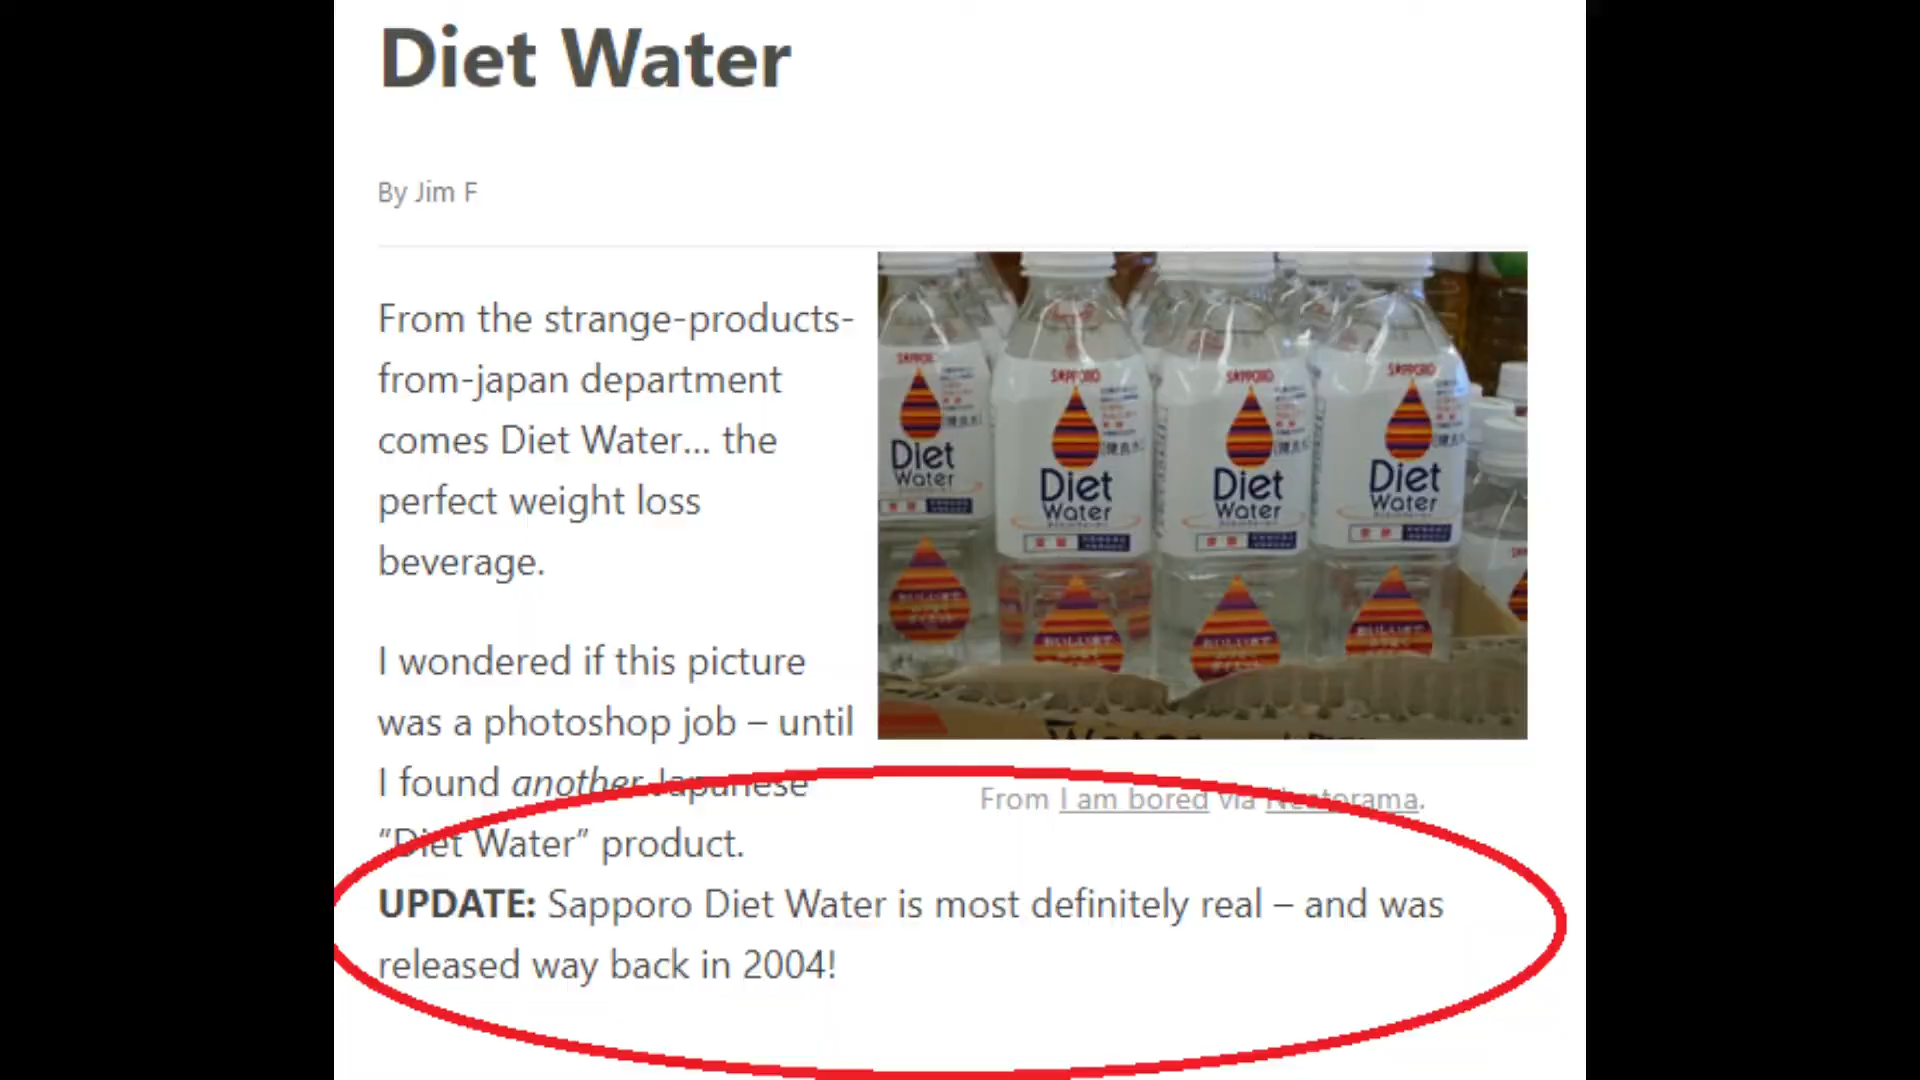 Diet Water
By Jim F
From the strange-products-
from-japan department
comes Diet Water... the
perfect weight loss
beverage.
I wondered if this picture
was a photoshop job – until
I found another Japanese
“Diet Water” product.
UPDATE: Sapporo Diet Water is most definitely real – and was
released way back in 2004!
SAPPORO
Diet
Water
SAPPORO
Diet
Water
SAPPORO
Diet
Water
SAPPORO
Diet
Water
From I am bored via Neatorama.